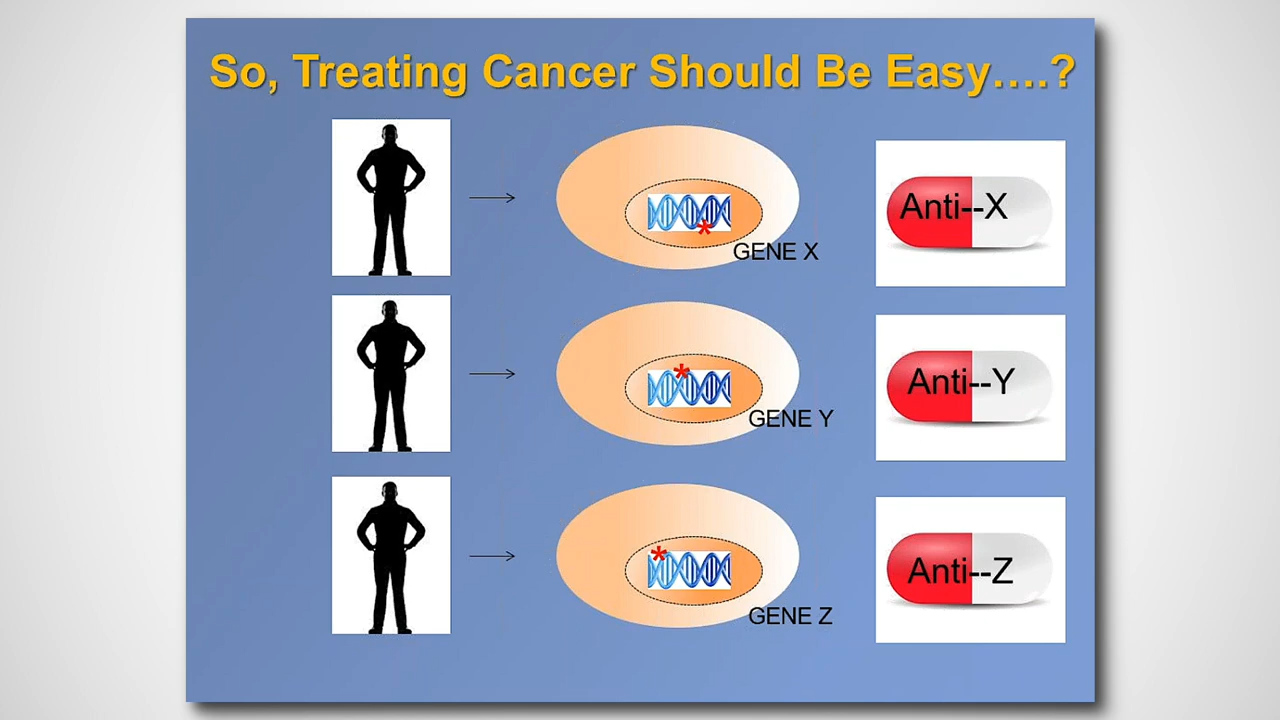 So, Treating Cancer Should Be Easy....?
GENE X
Anti--X
GENE Y
Anti--Y
GENE Z
Anti--Z